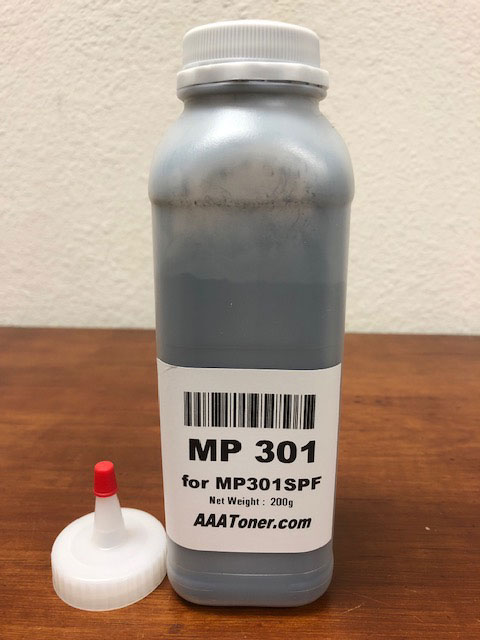 MP 301
for MP301SPF
Net Weight : 200g
AAAToner.com